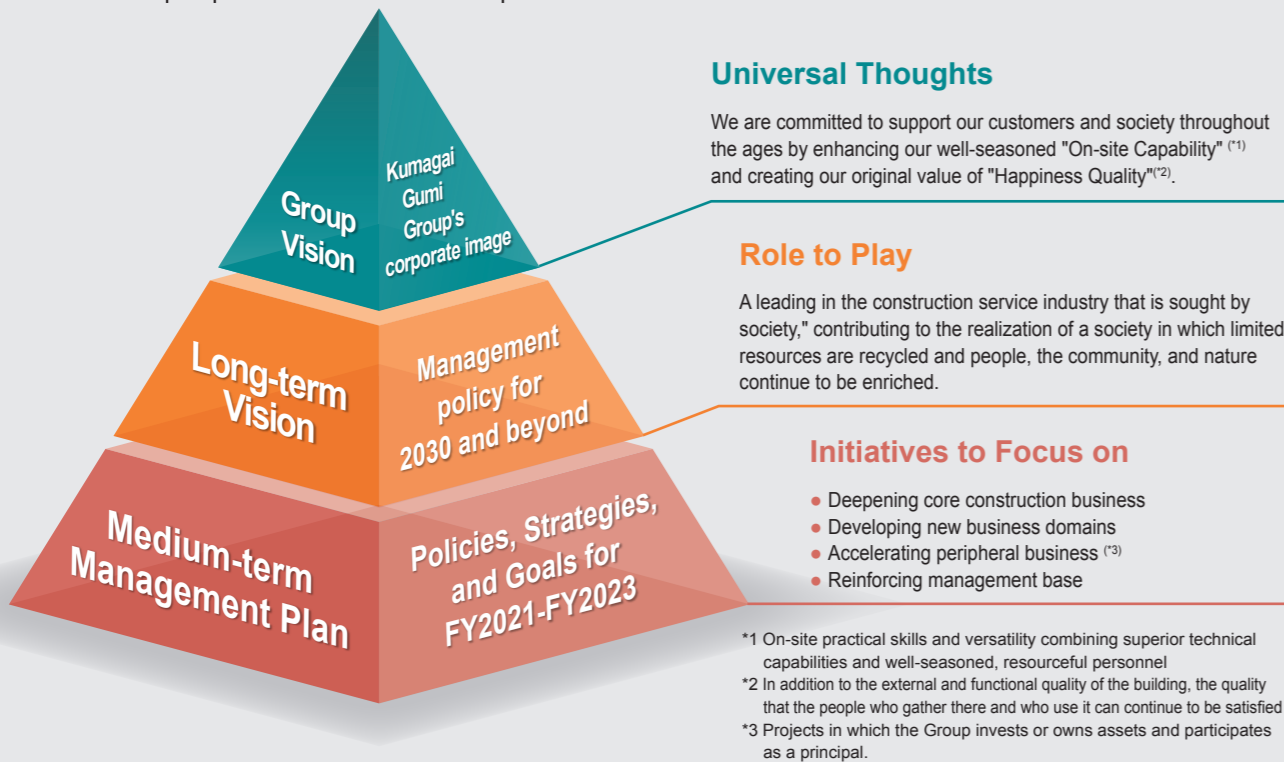 Group
Vision
Kumagai
Gumi
Group's
corporate image
Universal Thoughts
We are committed to support our customers and society throughout
the ages by enhancing our well-seasoned "On-site Capability" (*1)
and creating our original value of "Happiness Quality"(*2).
Long-term
Vision
Management
policy for
2030 and beyond
Role to Play
A leading in the construction service industry that is sought by
society," contributing to the realization of a society in which limited
resources are recycled and people, the community, and nature
continue to be enriched.
Medium-term
Management Plan
Policies, Strategies,
and Goals for
FY2021-FY2023
Initiatives to Focus on
● Deepening core construction business
● Developing new business domains
● Accelerating peripheral business (*3)
● Reinforcing management base
*1 On-site practical skills and versatility combining superior technical
capabilities and well-seasoned, resourceful personnel
*2 In addition to the external and functional quality of the building, the quality
that the people who gather there and who use it can continue to be satisfied
*3 Projects in which the Group invests or owns assets and participates
as a principal.